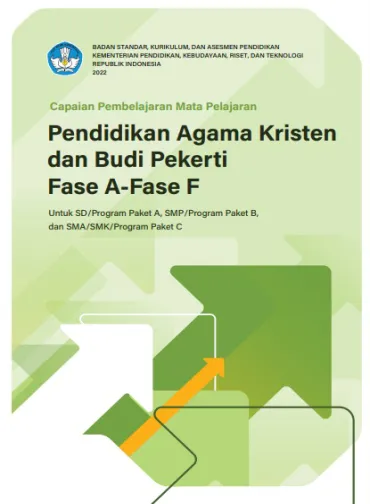 BADAN STANDAR, KURIKULUM, DAN ASESMEN PENDIDIKAN
KEMENTERIAN PENDIDIKAN, KEBUDAYAAN, RISET, DAN TEKNOLOGI
REPUBLIK INDONESIA
2022
Capaian Pembelajaran Mata Pelajaran
Pendidikan Agama Kristen
dan Budi Pekerti
Fase A-Fase F
Untuk SD/Program Paket A, SMP/Program Paket B,
dan SMA/SMK/Program Paket C